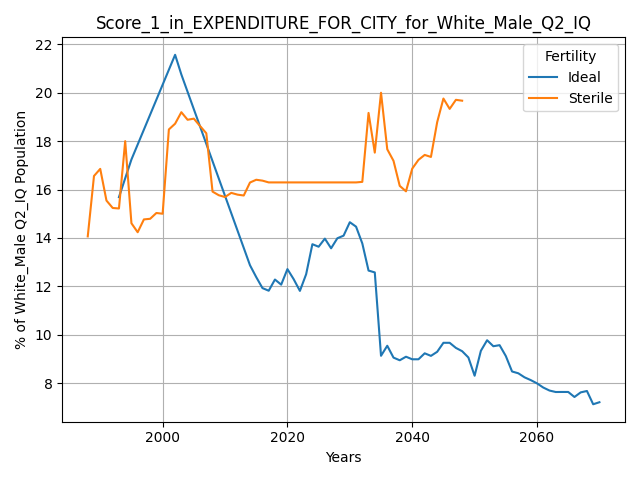 Score_1_in_EXPENDITURE_FOR_CITY_for_White_Male_Q2_IQ
% of White_Male Q2_IQ Population
22
20
18
16
14
12
10
8
Fertility
Ideal
Sterile
2000
2020
2040
2060
Years